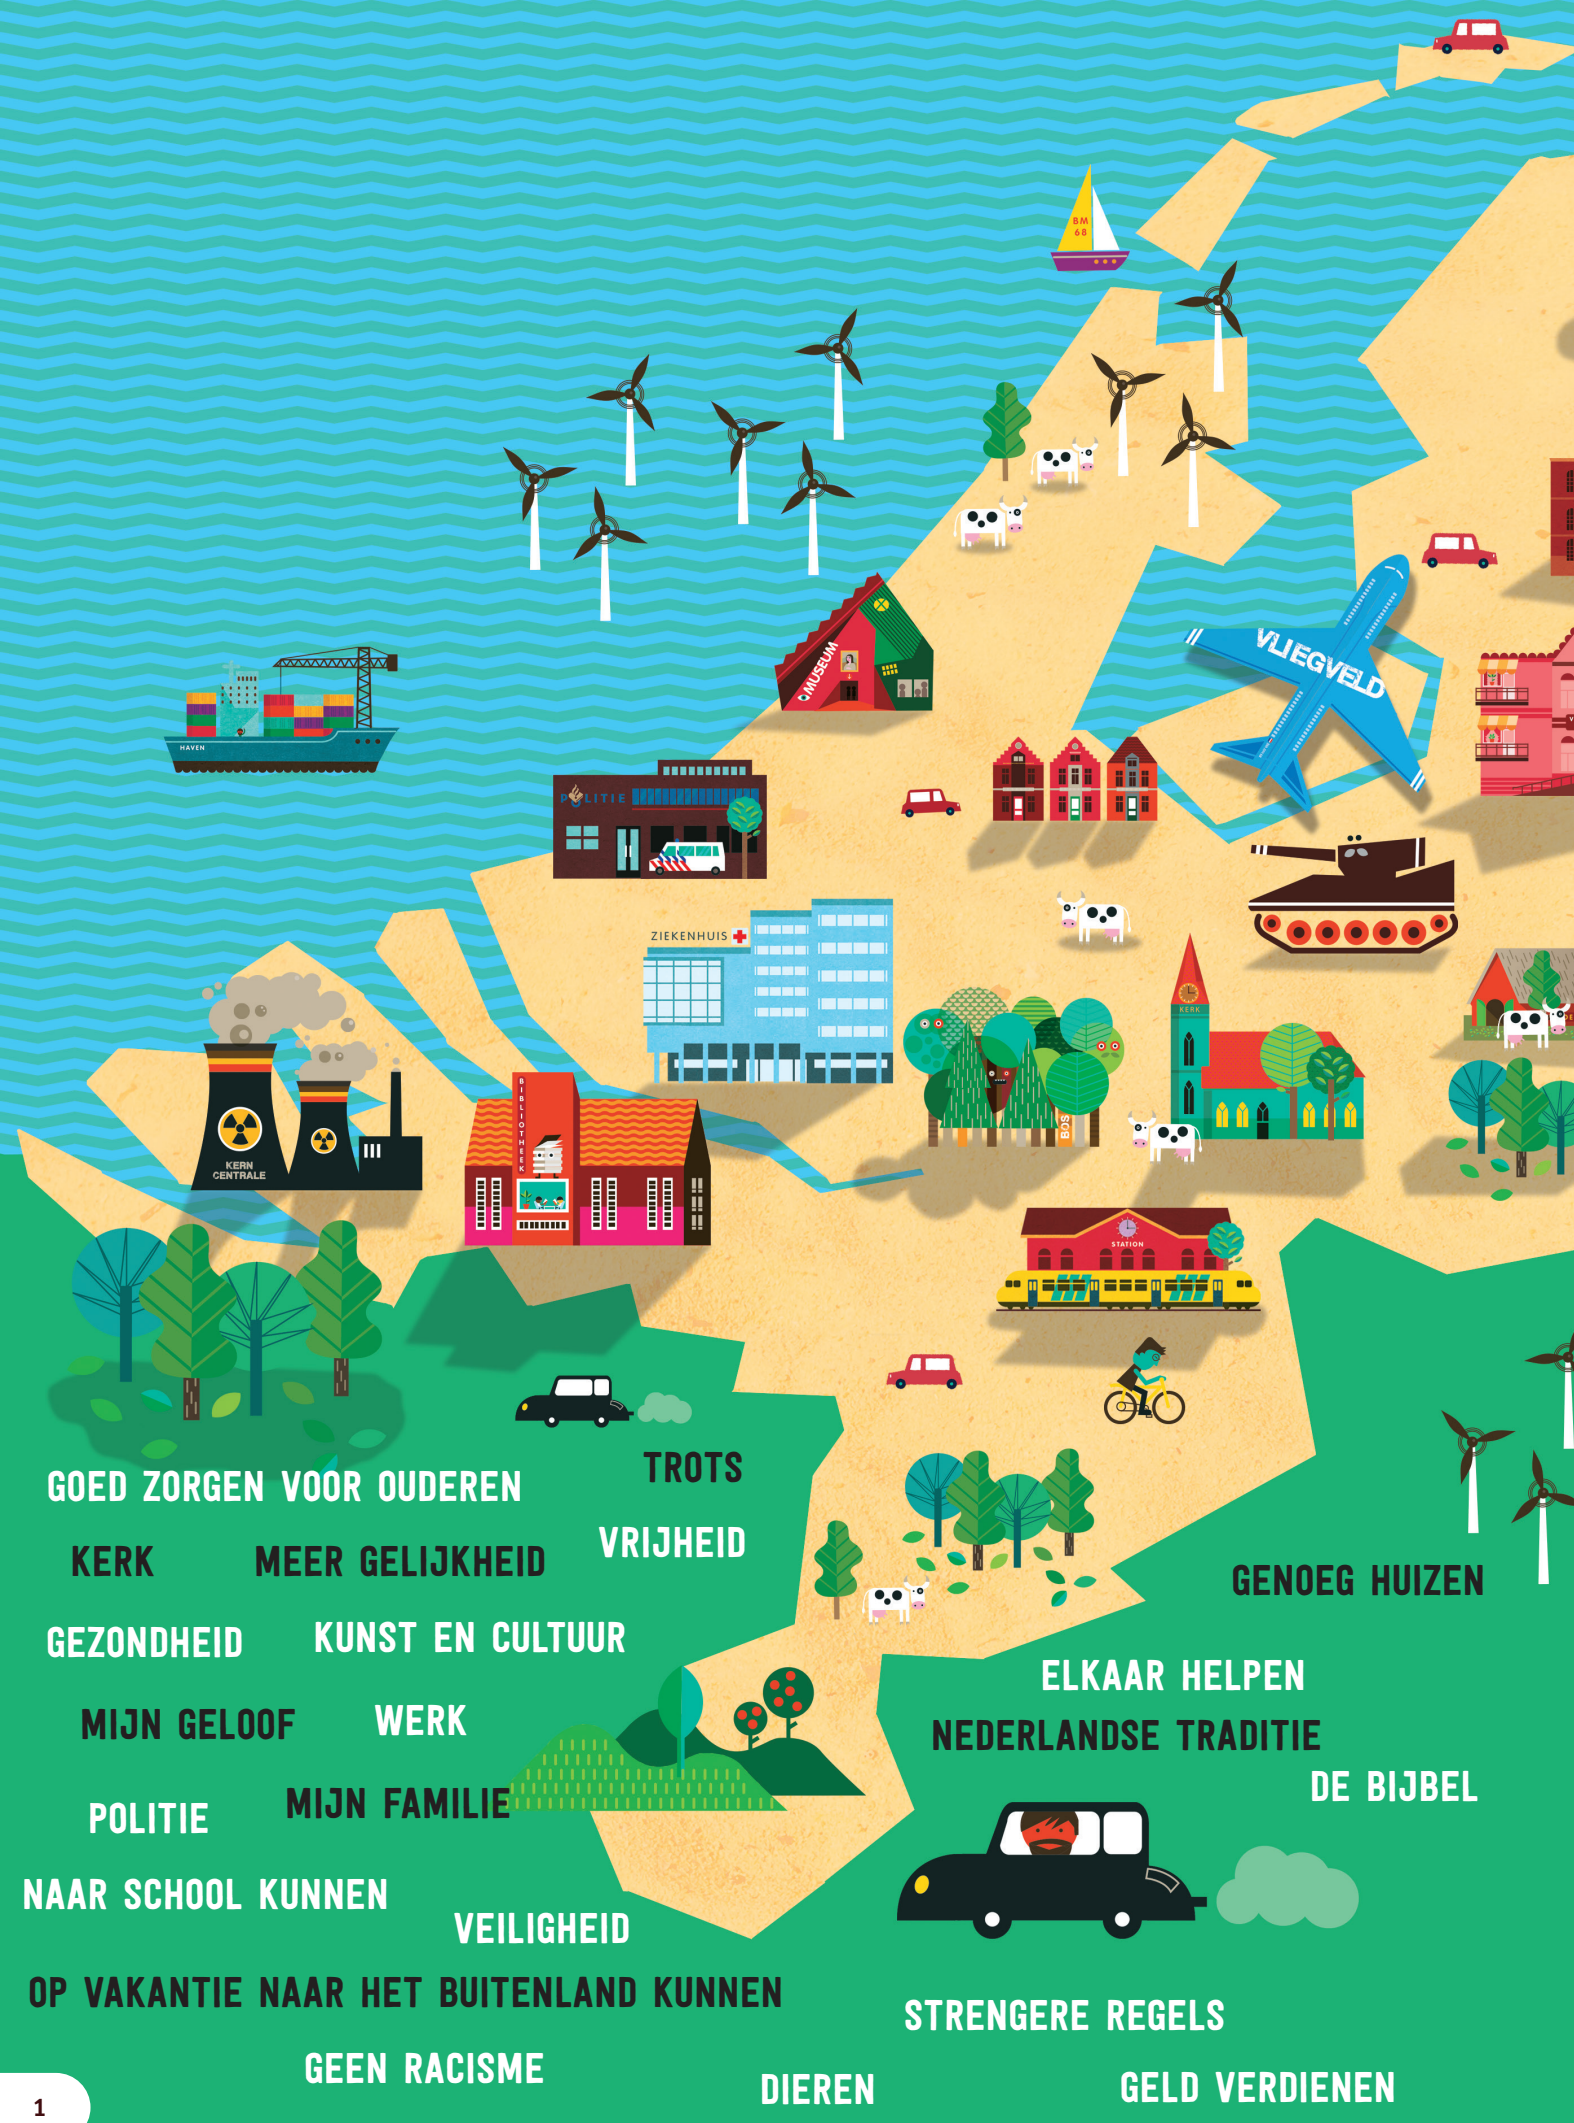 BM
68
VLIEGVELD
MUSEUM
HAVEN
POLITIE
ZIEKENHUIS
KERK
BIBLIOTHEEK
BOS
KERN
CENTRALE
STATION
TROTS
GOED ZORGEN VOOR OUDEREN
VRIJHEID
KERK
MEER GELIJKHEID
GENOEG HUIZEN
GEZONDHEID
KUNST EN CULTUUR
ELKAAR HELPEN
MIJN GELOOF
WERK
NEDERLANDSE TRADITIE
DE BIJBEL
POLITIE
MIJN FAMILIE
NAAR SCHOOL KUNNEN
VEILIGHEID
OP VAKANTIE NAAR HET BUITENLAND KUNNEN
STRENGERE REGELS
GEEN RACISME
DIEREN
GELD VERDIENEN
1